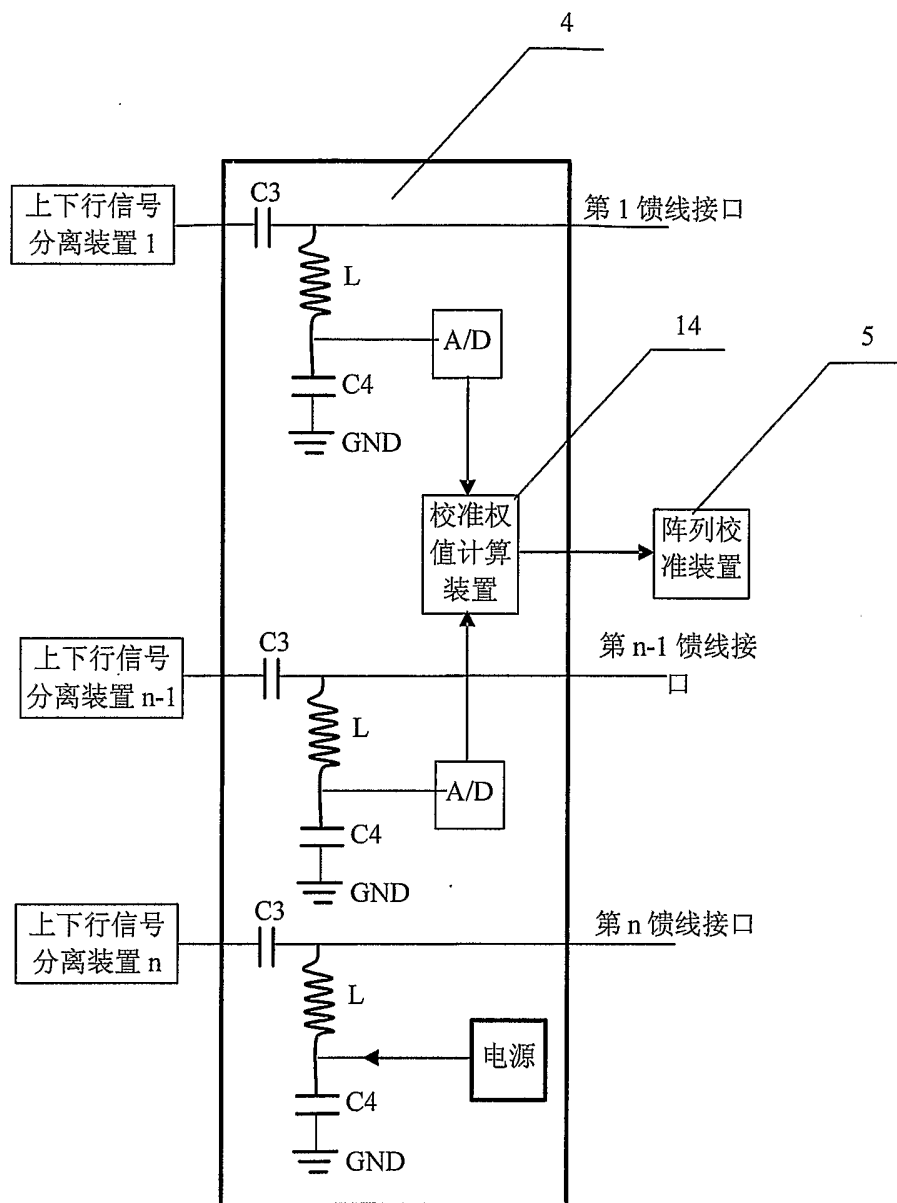 4
C3
上下行信号
分离装置 1
第 1 馈线接口
L
A/D
14
5
C4
GND
校准权
值计算
装置
阵列校
准装置
C3
上下行信号
分离装置 n-1
第 n-1 馈线接
口
L
A/D
C4
GND
C3
上下行信号
分离装置 n
第 n 馈线接口
L
电源
C4
GND